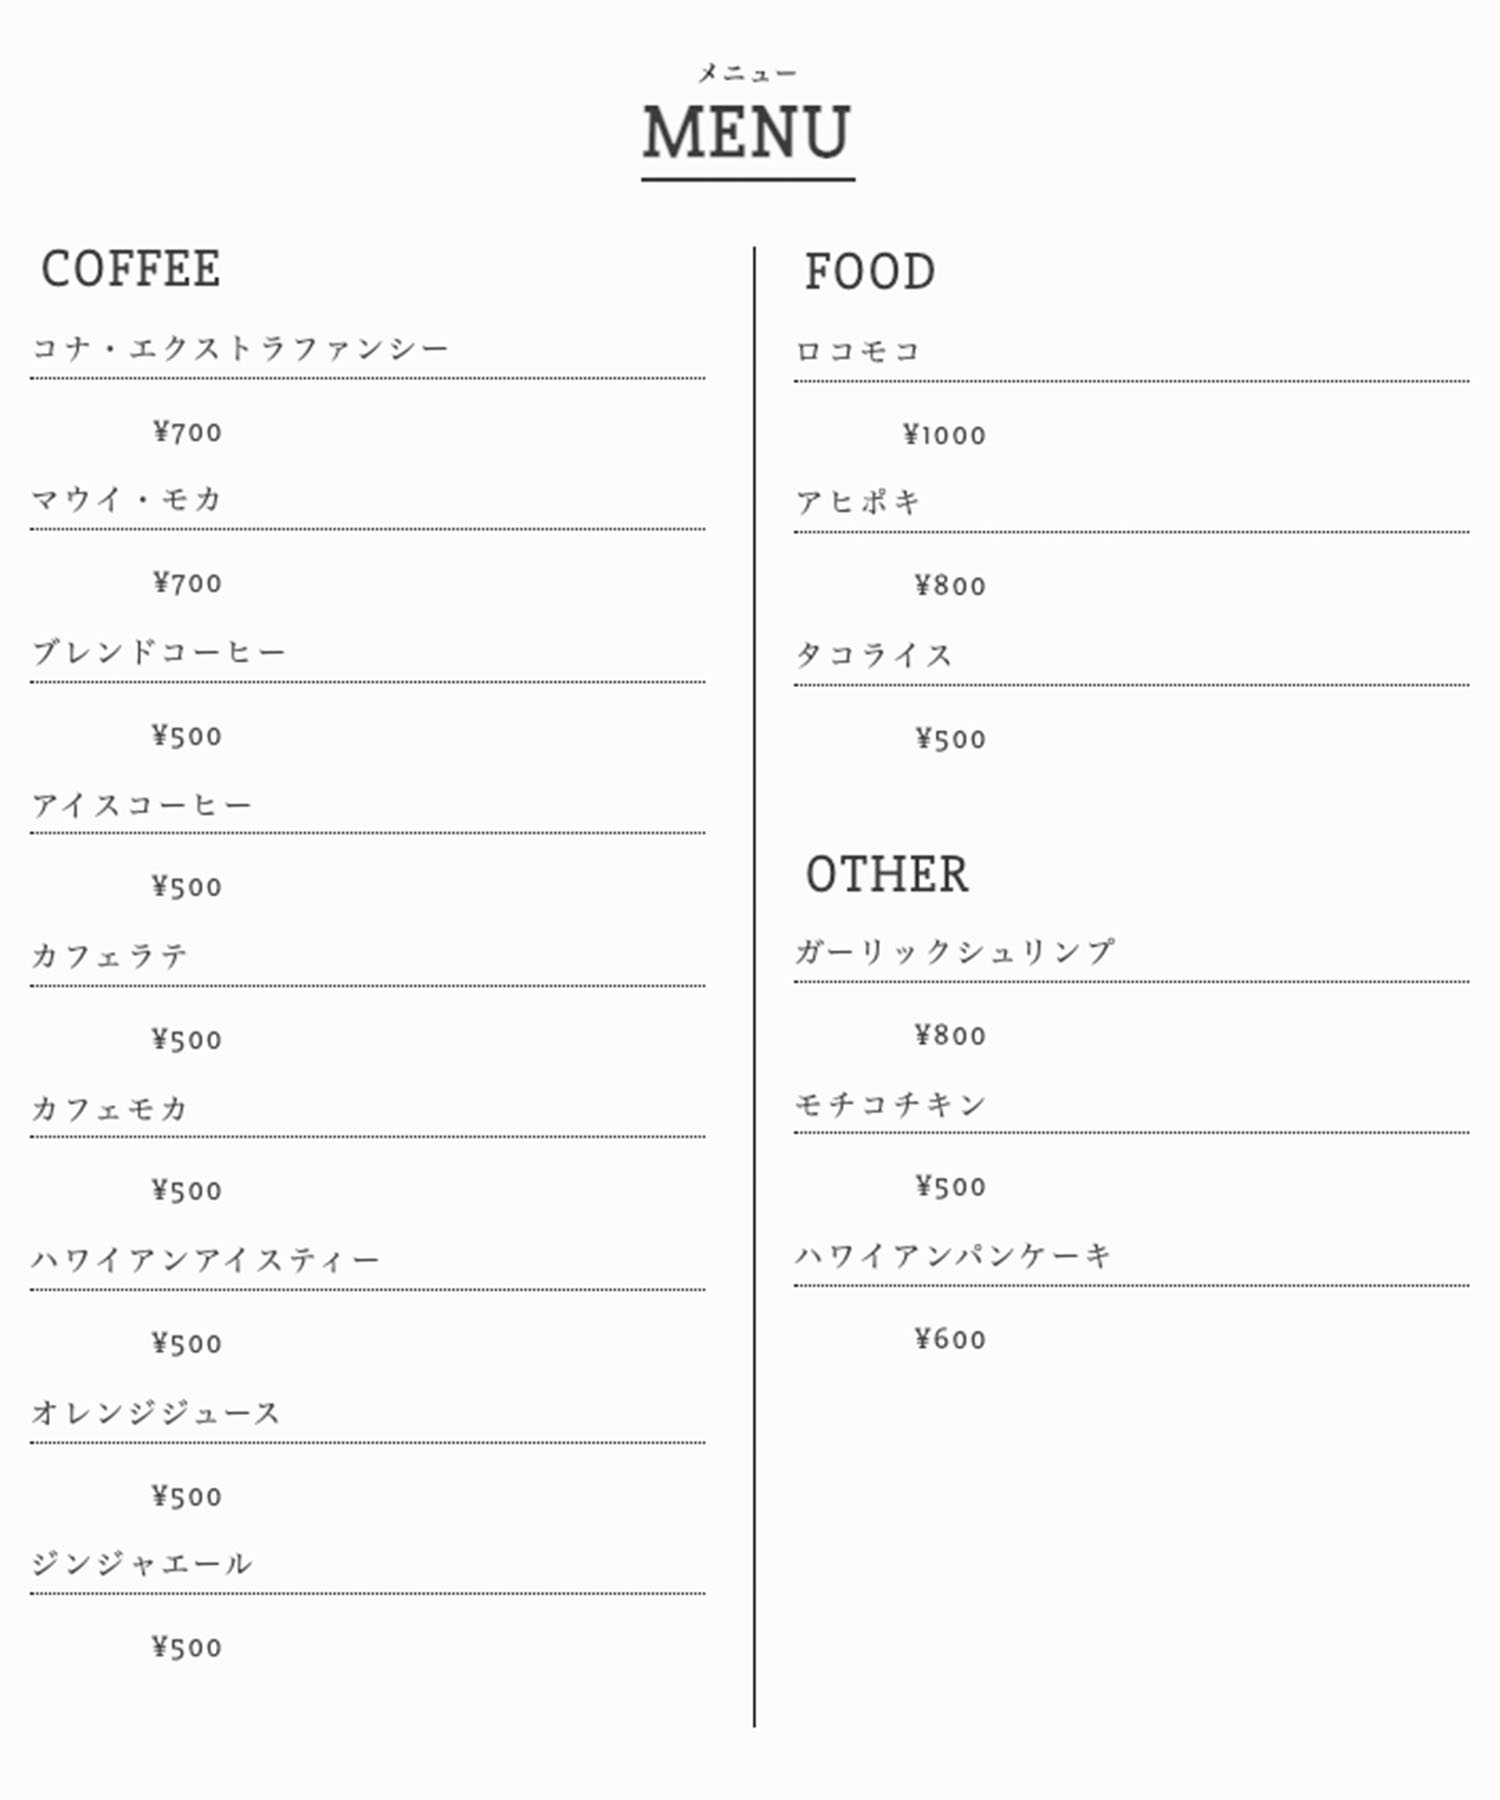 メニュー
MENU
COFFEE
コナ・エクストラファンシー
¥700
マウイ・モカ
¥700
ブレンドコーヒー
¥500
アイスコーヒー
¥500
カフェラテ
¥500
カフェモカ
¥500
ハワイアンアイスティー
¥500
オレンジジュース
¥500
ジンジャエール
¥500
FOOD
ロコモコ
¥1000
アヒポキ
¥800
タコライス
¥500
OTHER
ガーリックシュリンプ
¥800
モチコチキン
¥500
ハワイアンパンケーキ
¥600